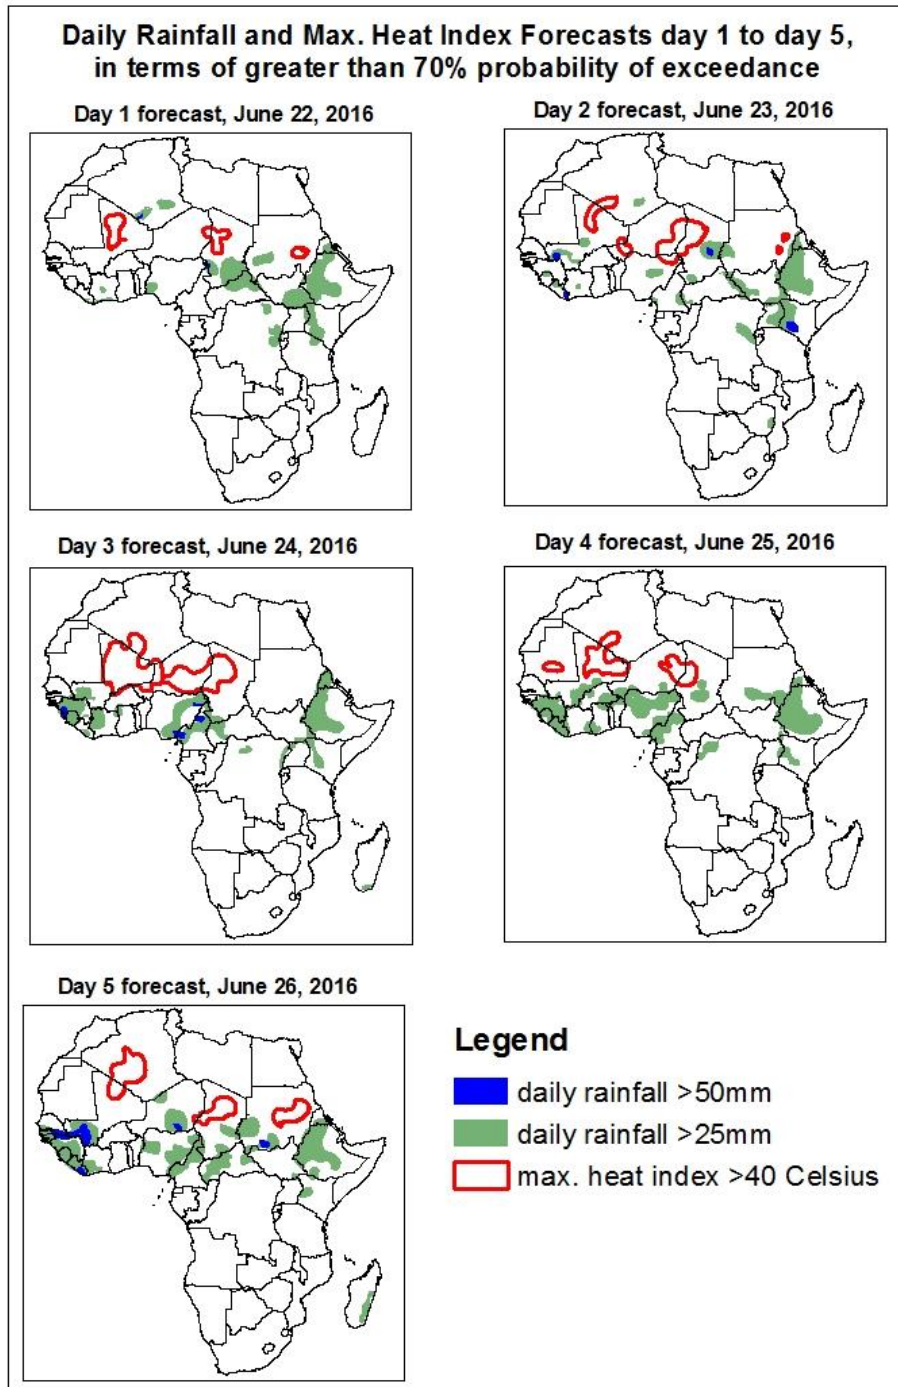 Daily Rainfall and Max. Heat Index Forecasts day 1 to day 5,
in terms of greater than 70% probability of exceedance
Day 1 forecast, June 22, 2016
Day 2 forecast, June 23, 2016
Day 3 forecast, June 24, 2016
Day 4 forecast, June 25, 2016
Day 5 forecast, June 26, 2016
Legend
daily rainfall >50mm
daily rainfall >25mm
max. heat index >40 Celsius